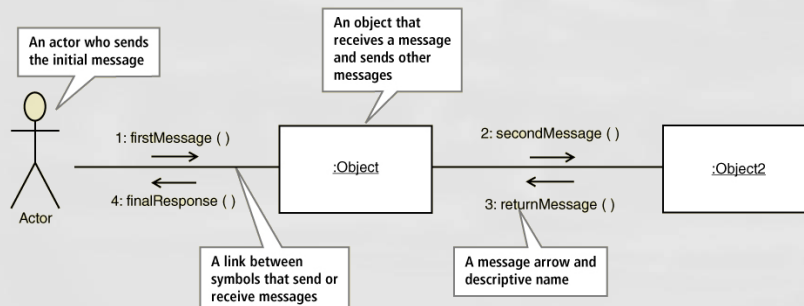 An actor who sends
the initial message
An object that
receives a message
and sends other
messages
1: firstMessage ( )
2: secondMessage ( )
:Object
:Object2
4: finalResponse ( )
3: returnMessage ( )
Actor
A link between
symbols that send or
receive messages
A message arrow and
descriptive name